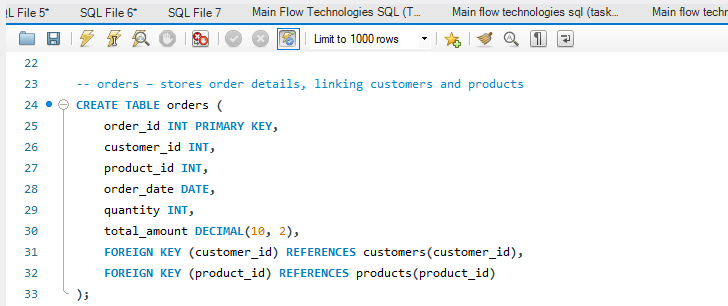 QL File 5* SQL File 6* SQL File 7 Main Flow Technologies SQL (T... Main flow technologies sql (task... Main flow techn
Limit to 1000 rows
22
23 -- orders – stores order details, linking customers and products
24 CREATE TABLE orders (
25 order_id INT PRIMARY KEY,
26 customer_id INT,
27 product_id INT,
28 order_date DATE,
29 quantity INT,
30 total_amount DECIMAL(10, 2),
31 FOREIGN KEY (customer_id) REFERENCES customers(customer_id),
32 FOREIGN KEY (product_id) REFERENCES products(product_id)
33 );